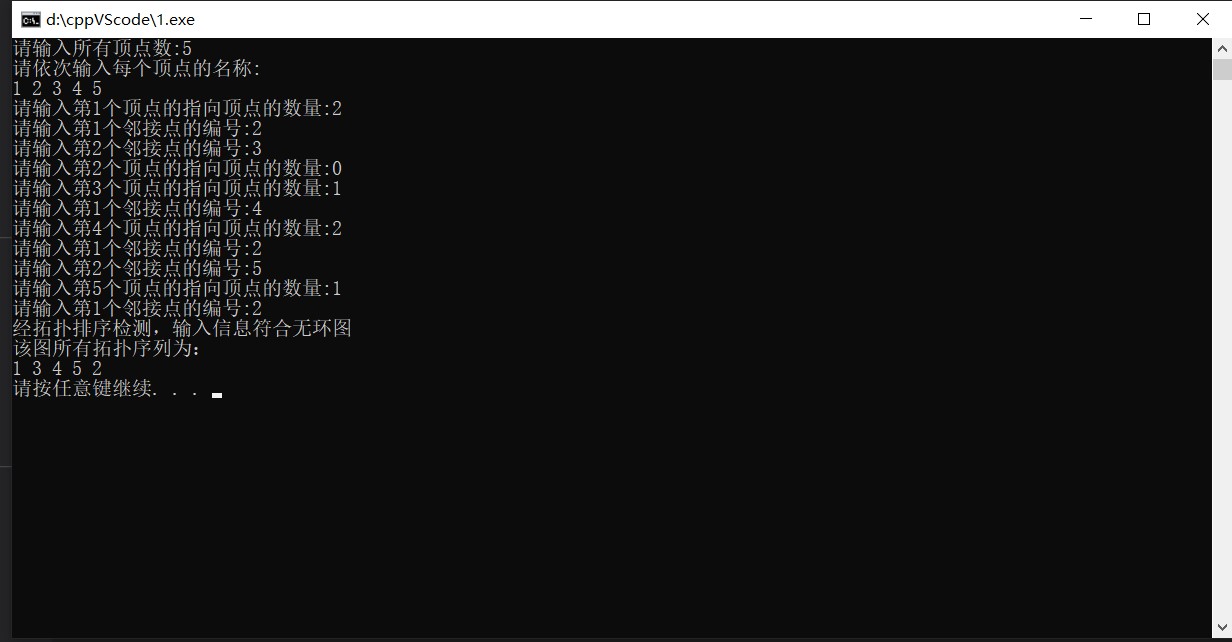 d:\cppVScode\1.exe
请输入所有顶点数:5
请依次输入每个顶点的名称:
1 2 3 4 5
请输入第1个顶点的指向顶点的数量:2
请输入第1个邻接点的编号:2
请输入第2个邻接点的编号:3
请输入第2个顶点的指向顶点的数量:0
请输入第3个顶点的指向顶点的数量:1
请输入第1个邻接点的编号:4
请输入第4个顶点的指向顶点的数量:2
请输入第1个邻接点的编号:2
请输入第2个邻接点的编号:5
请输入第5个顶点的指向顶点的数量:1
请输入第1个邻接点的编号:2
经拓扑排序检测，输入信息符合无环图
该图所有拓扑序列为：
1 3 4 5 2
请按任意键继续. . .